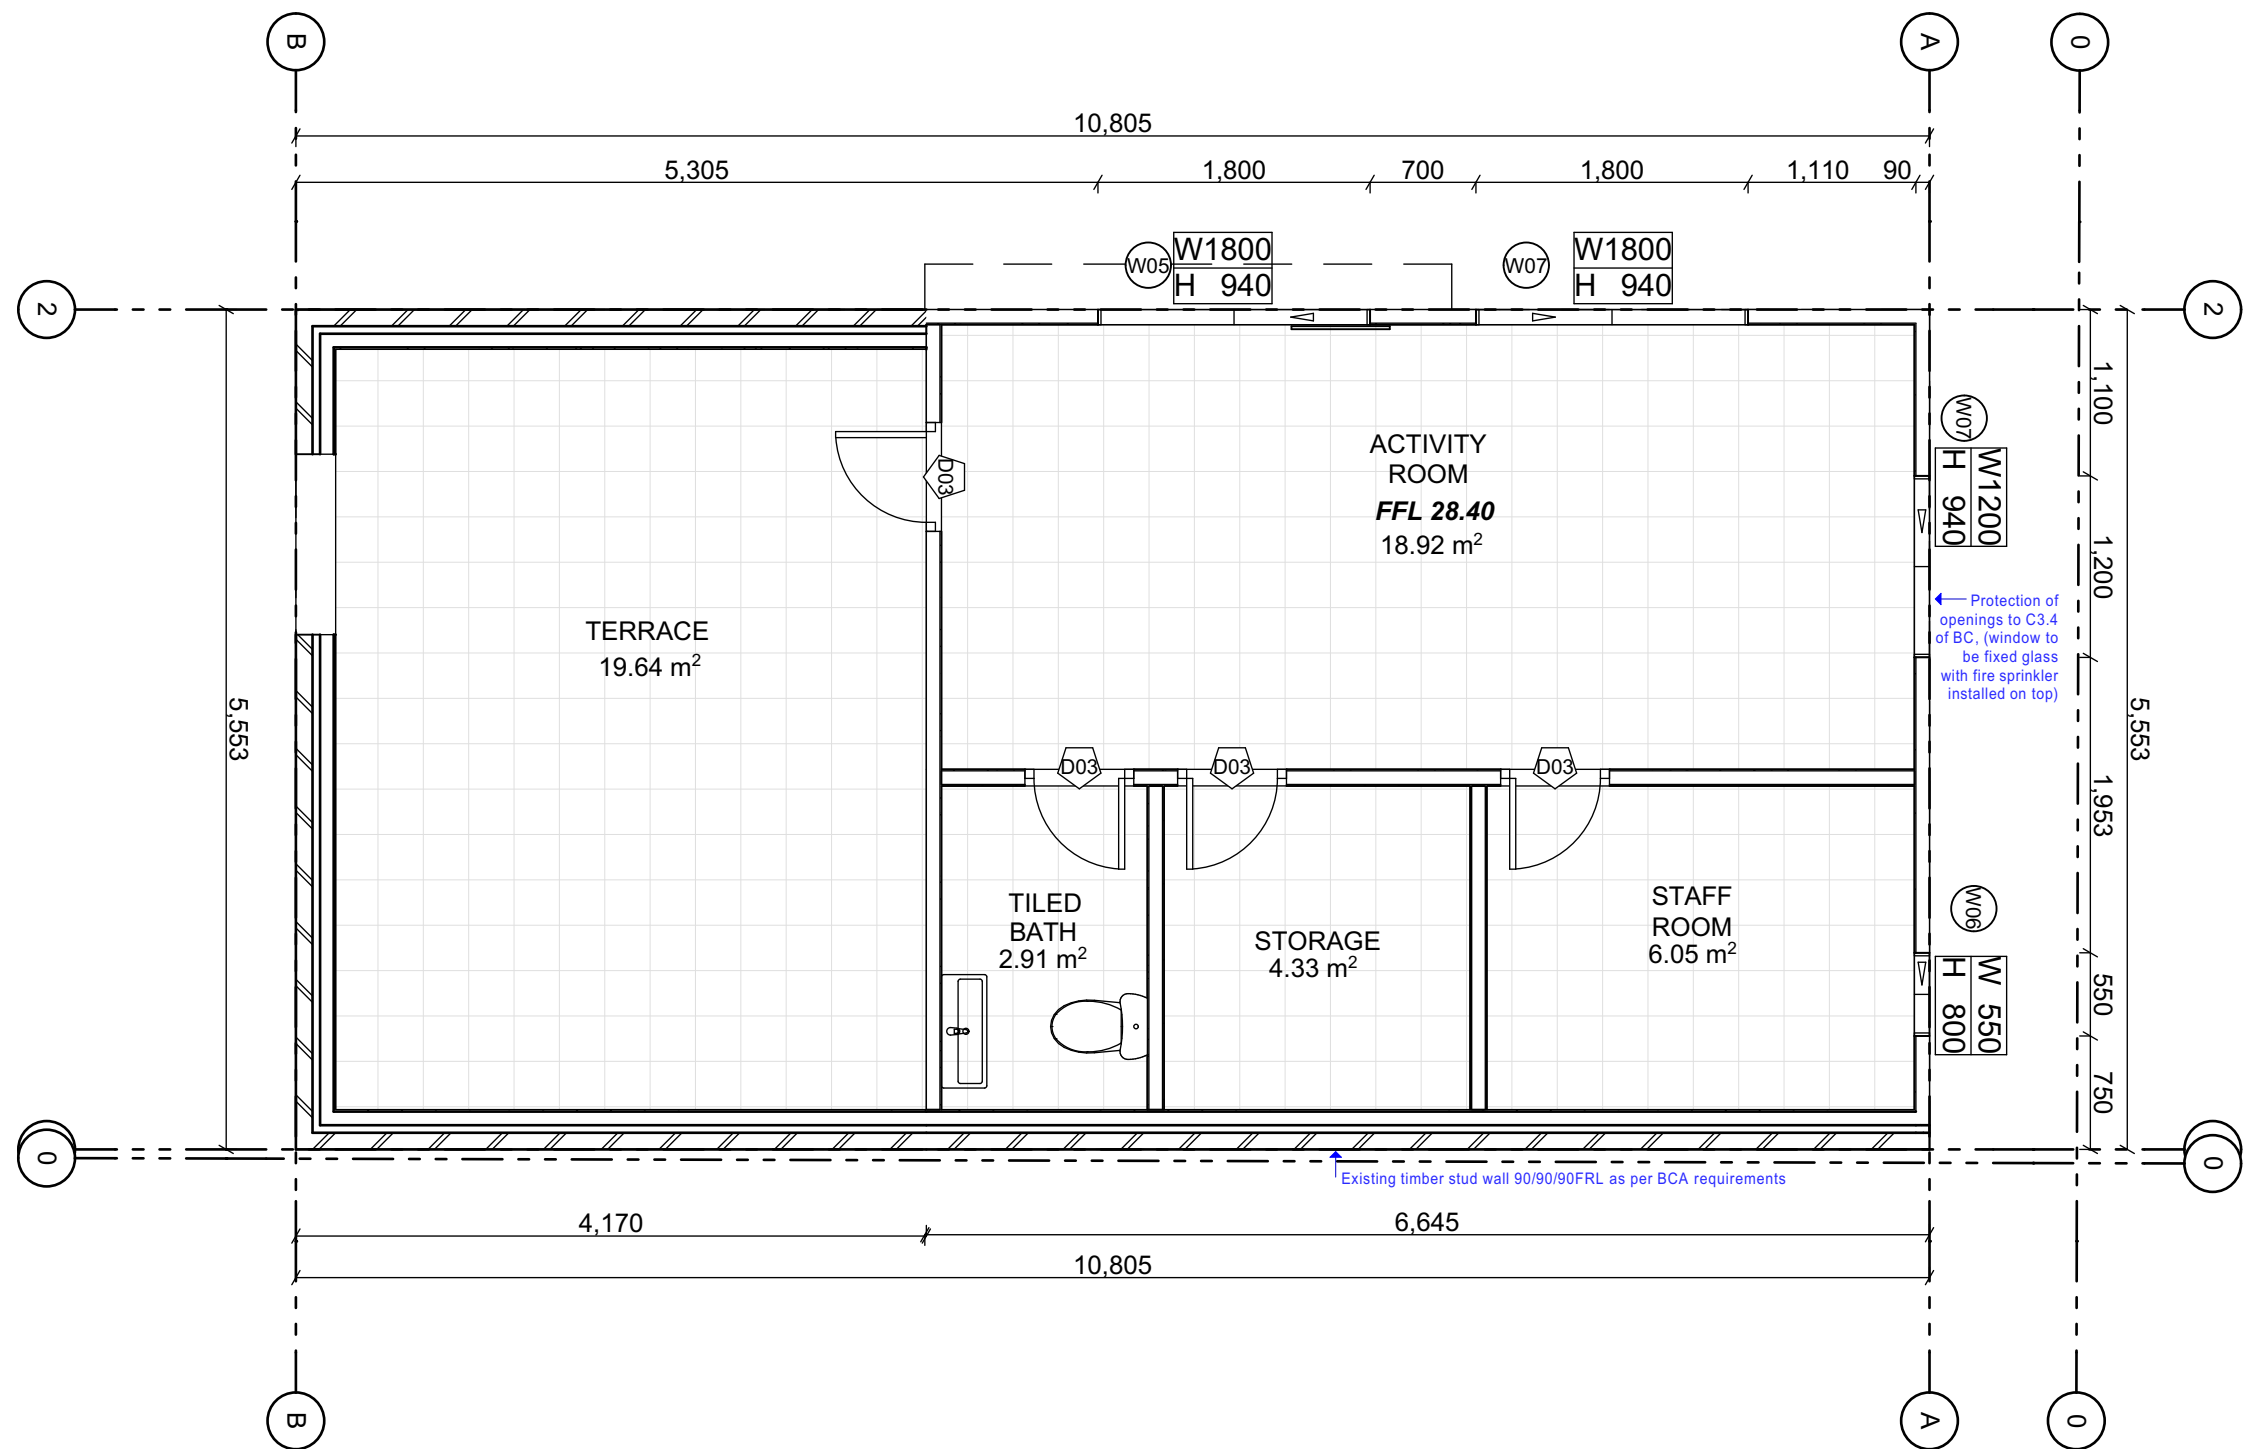 B
A
0
10,805
5,305
1,800
700
1,800
1,110
90
W05
W1800
H 940
W07
W1800
H 940
2
2
1,100
W07
W1200
H 940
ACTIVITY
ROOM
FFL 28.40
18.92 m²
D03
1,200
Protection of
openings to C3.4
of BC, (window to
be fixed glass
with fire sprinkler
installed on top)
TERRACE
19.64 m²
5,553
5,553
D03
D03
D03
1,953
W06
W 550
H 800
TILED
BATH
2.91 m²
STORAGE
4.33 m²
STAFF
ROOM
6.05 m²
550
750
0
0
Existing timber stud wall 90/90/90FRL as per BCA requirements
4,170
6,645
10,805
B
A
0